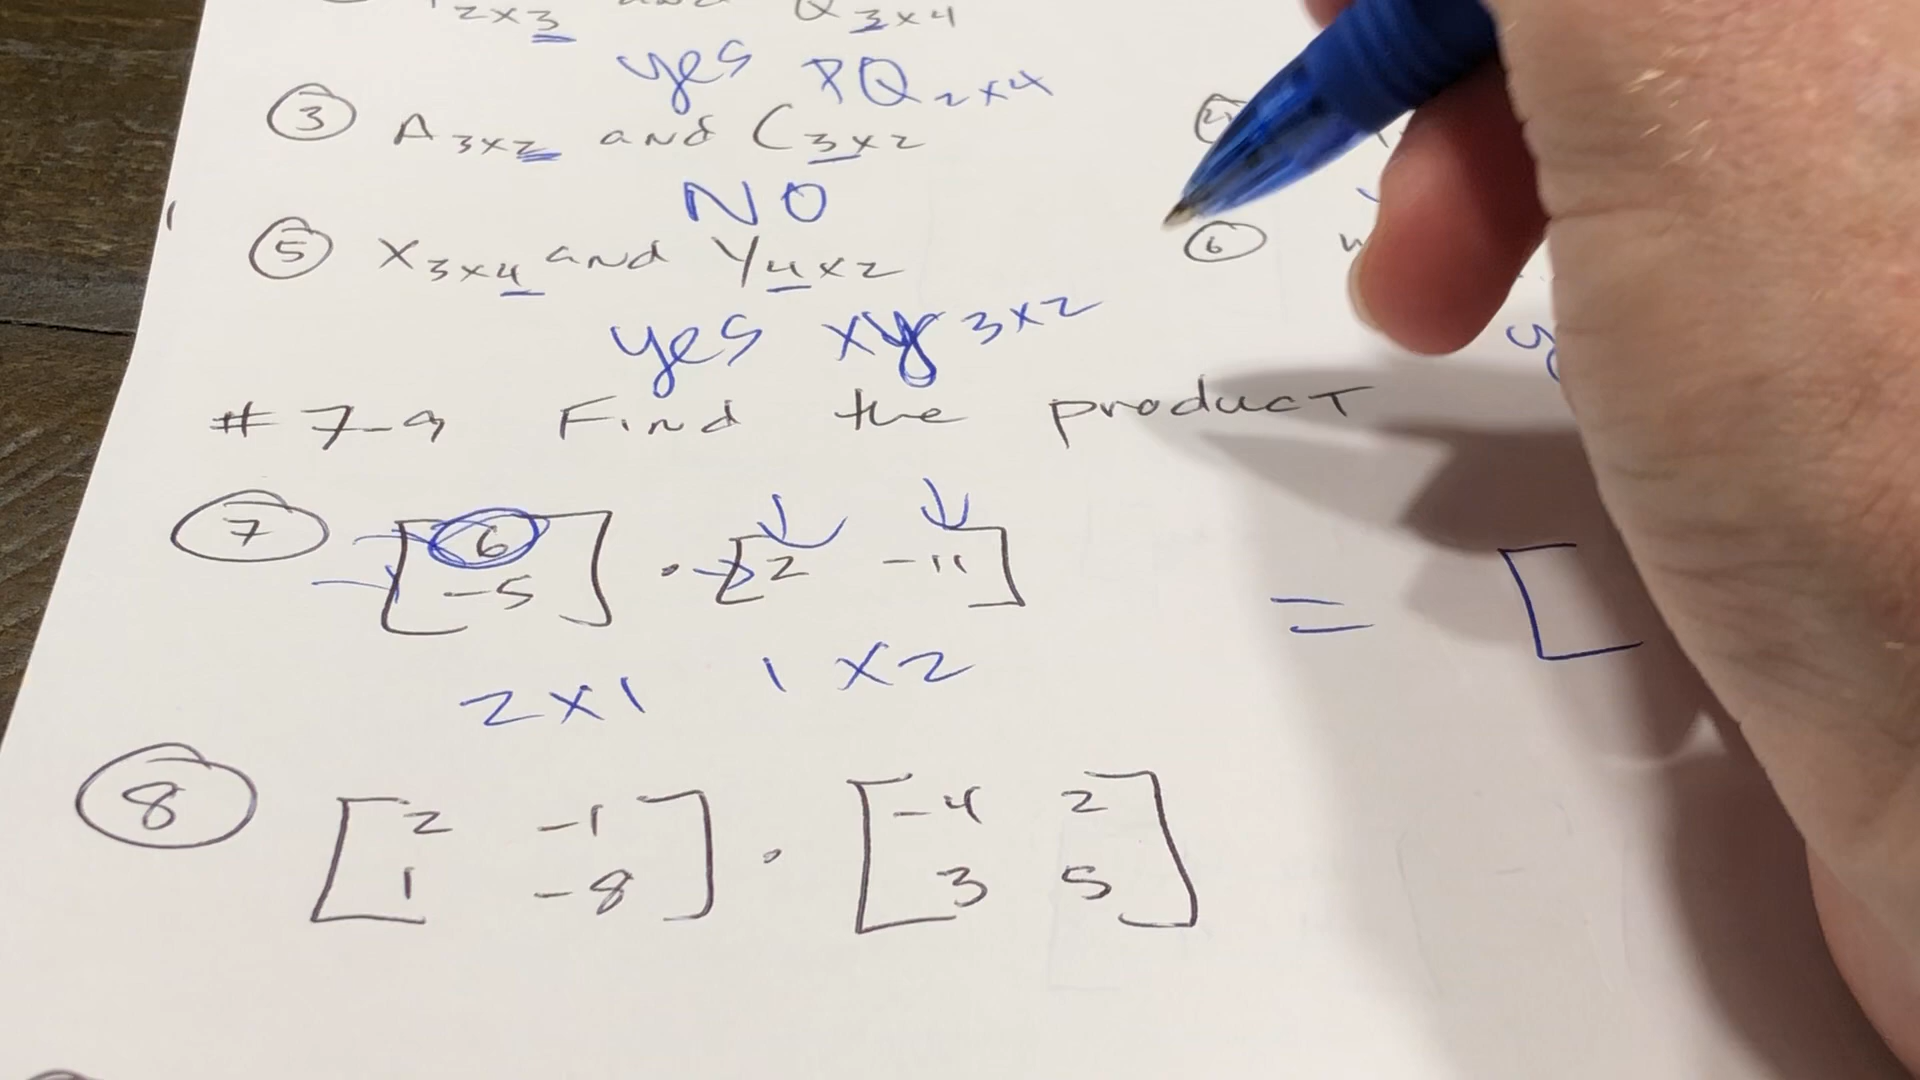 2x3 and Q3x4
yes PQ2x4
③ A3x2 and C3x2
NO
⑤ X3x4 and Y4x2
⑥
yes xy3x2
#7-9 Find the product
⑦ [6 -5] · [2 -11] = [
2x1 1x2
⑧ [2 -1 · [-4 2
1 -8] 3 5]